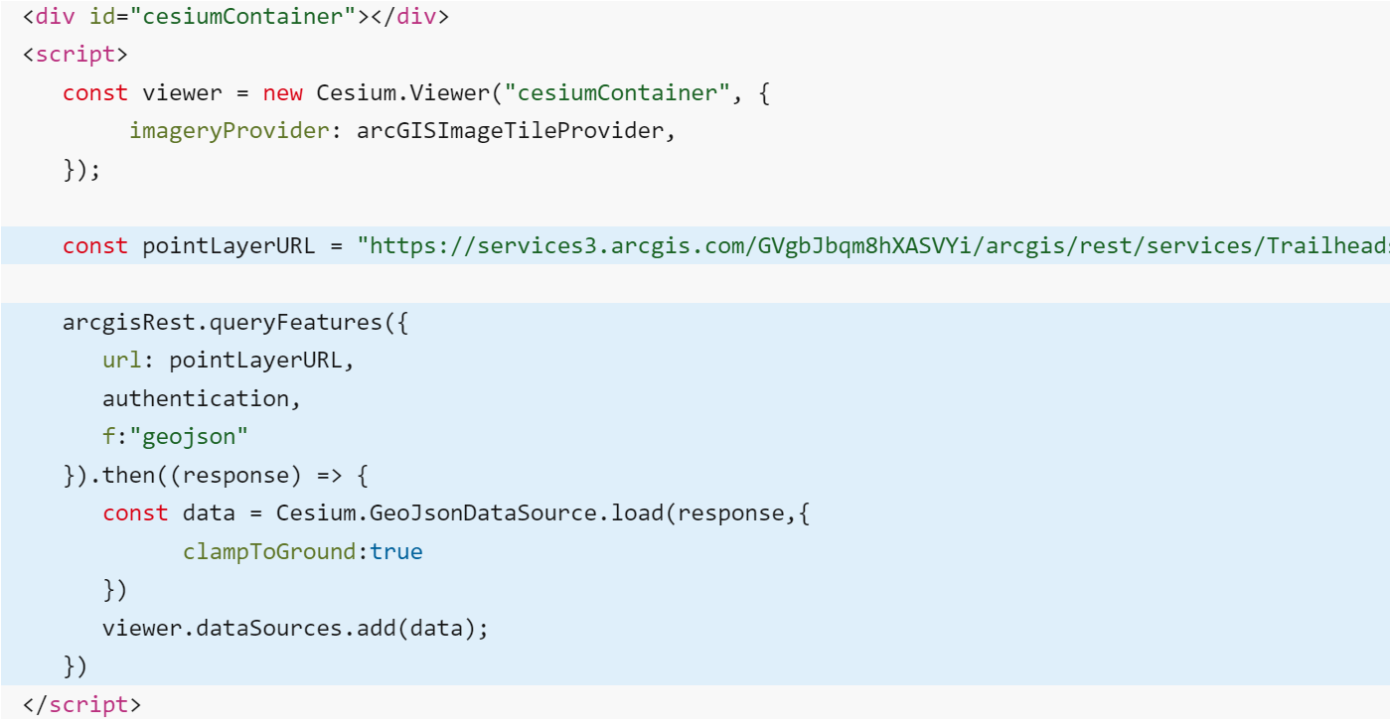 <div id="cesiumContainer"></div>
<script>
const viewer = new Cesium.Viewer("cesiumContainer", {
imageryProvider: arcGISImageTileProvider,
});
const pointLayerURL = "https://services3.arcgis.com/GVgbJbqm8hXASVYi/arcgis/rest/services/Trailheads
arcgisRest.queryFeatures({
url: pointLayerURL,
authentication,
f:"geojson"
}).then((response) => {
const data = Cesium.GeoJsonDataSource.load(response,{
clampToGround:true
})
viewer.dataSources.add(data);
})
</script>